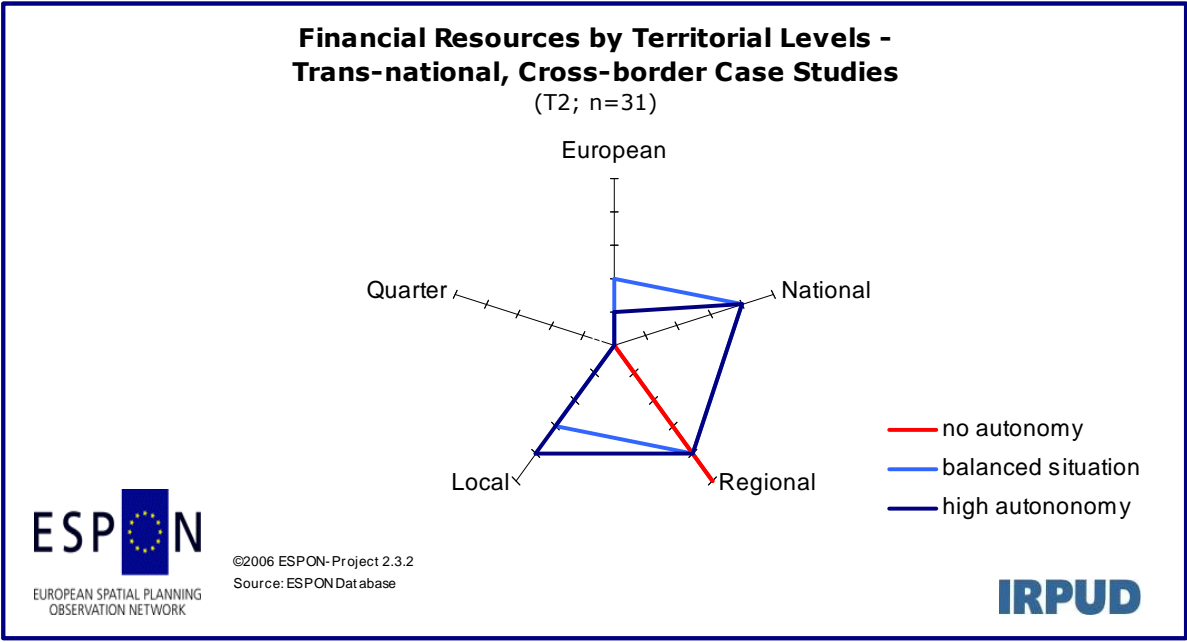 Financial Resources by Territorial Levels -
Trans-national, Cross-border Case Studies
(T2; n=31)
European
Quarter
National
Local
Regional
no autonomy
balanced situation
high autononomy
ESPON
EUROPEAN SPATIAL PLANNING
OBSERVATION NETWORK
©2006 ESPON-Project 2.3.2
Source: ESPON Database
IRPUD